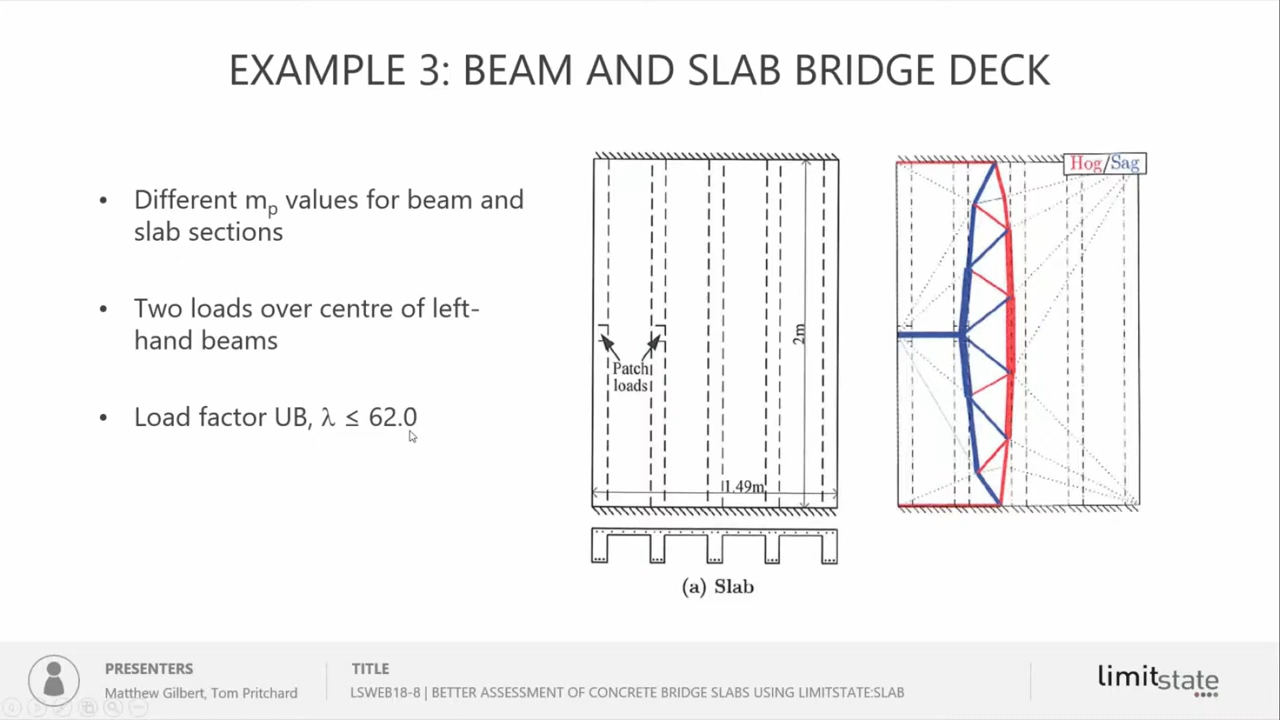 EXAMPLE 3: BEAM AND SLAB BRIDGE DECK
• Different mp values for beam and
slab sections
• Two loads over centre of left-
hand beams
• Load factor UB, λ ≤ 62.0
Patch
loads
2m
1.49m
(a) Slab
Hog/Sag
PRESENTERS
Matthew Gilbert, Tom Pritchard
TITLE
LSWEB18-8 | BETTER ASSESSMENT OF CONCRETE BRIDGE SLABS USING LIMITSTATE:SLAB
limitstate